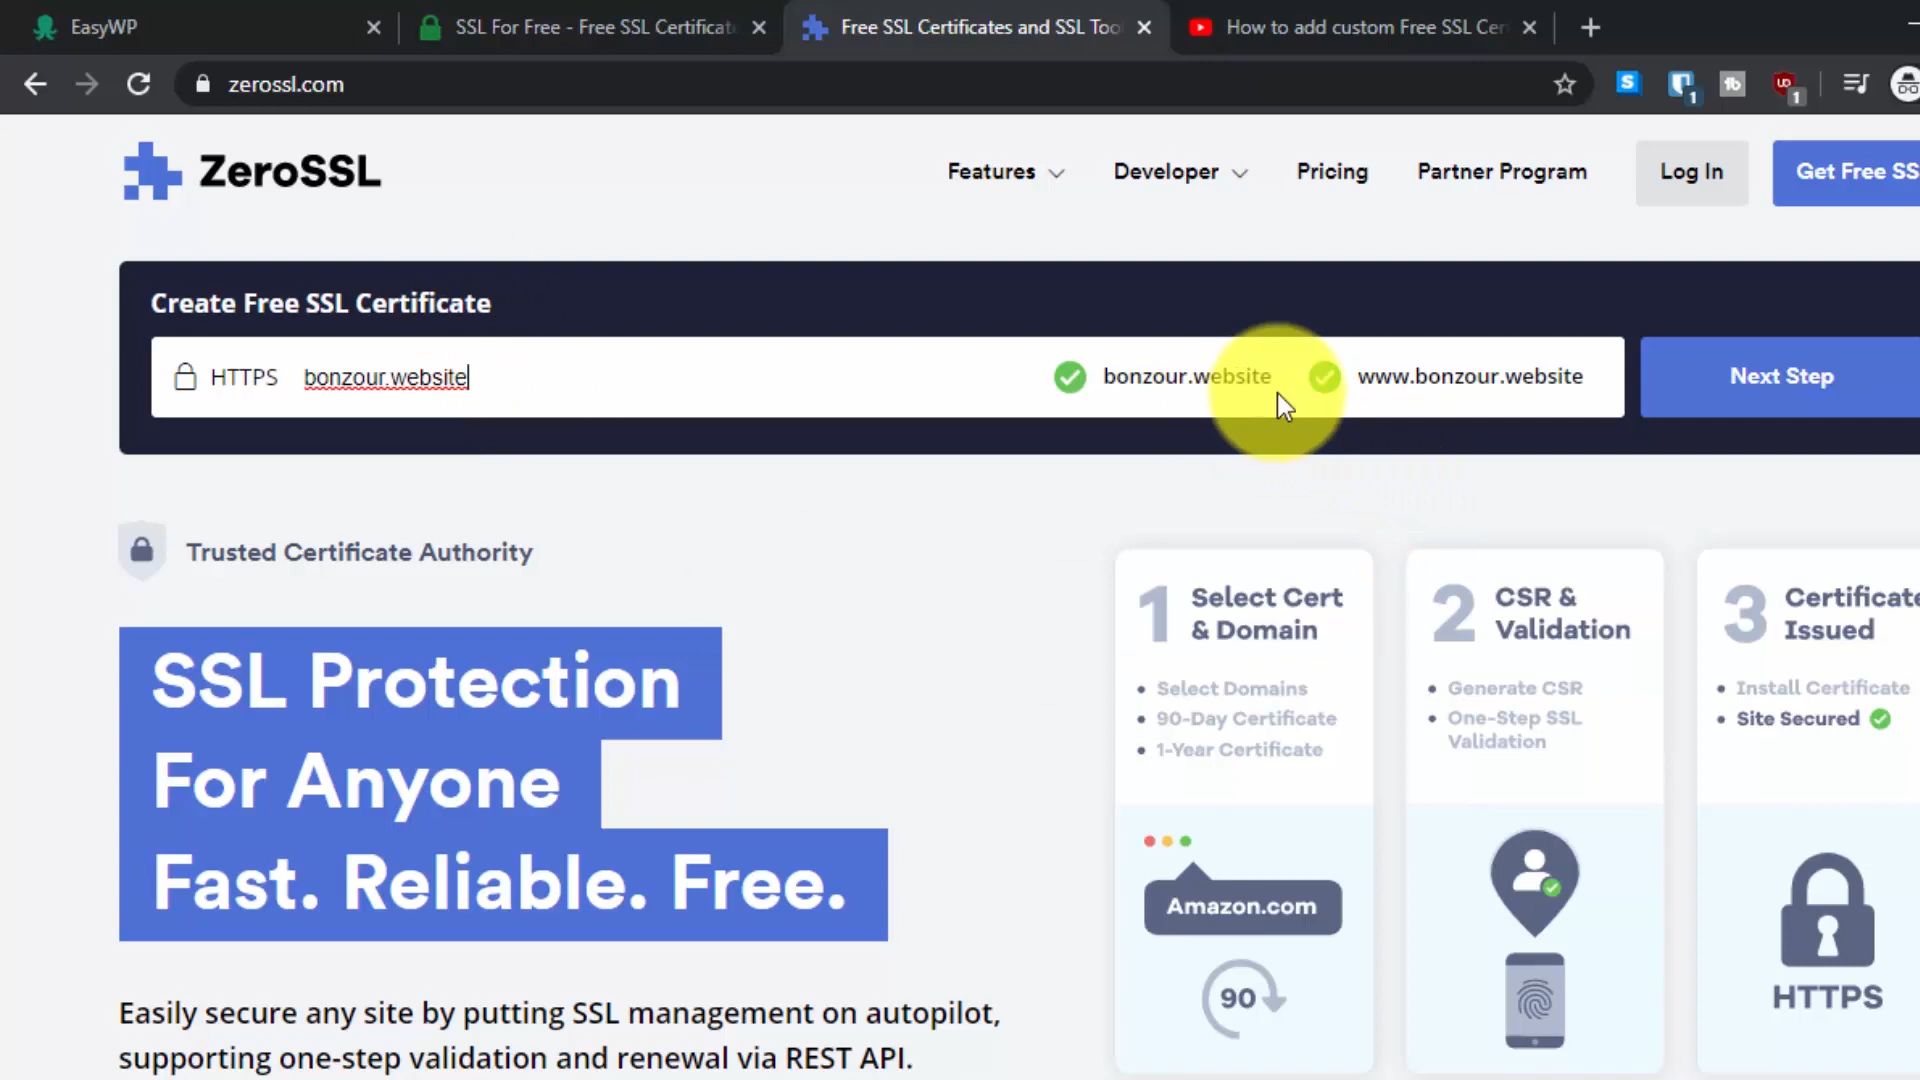 EasyWP
SSL For Free - Free SSL Certificat
Free SSL Certificates and SSL Too
How to add custom Free SSL Cer
zerossl.com
S
1
tb
UD
1
ZeroSSL
Features
Developer
Pricing
Partner Program
Log In
Get Free SS
Create Free SSL Certificate
HTTPS
bonzour.website
bonzour.website
www.bonzour.website
Next Step
Trusted Certificate Authority
SSL Protection
For Anyone
Fast. Reliable. Free.
Easily secure any site by putting SSL management on autopilot,
supporting one-step validation and renewal via REST API.
1
Select Cert
& Domain
• Select Domains
• 90-Day Certificate
• 1-Year Certificate
Amazon.com
90
2
CSR &
Validation
• Generate CSR
• One-Step SSL
Validation
3
Certificate
Issued
• Install Certificate
• Site Secured
HTTPS